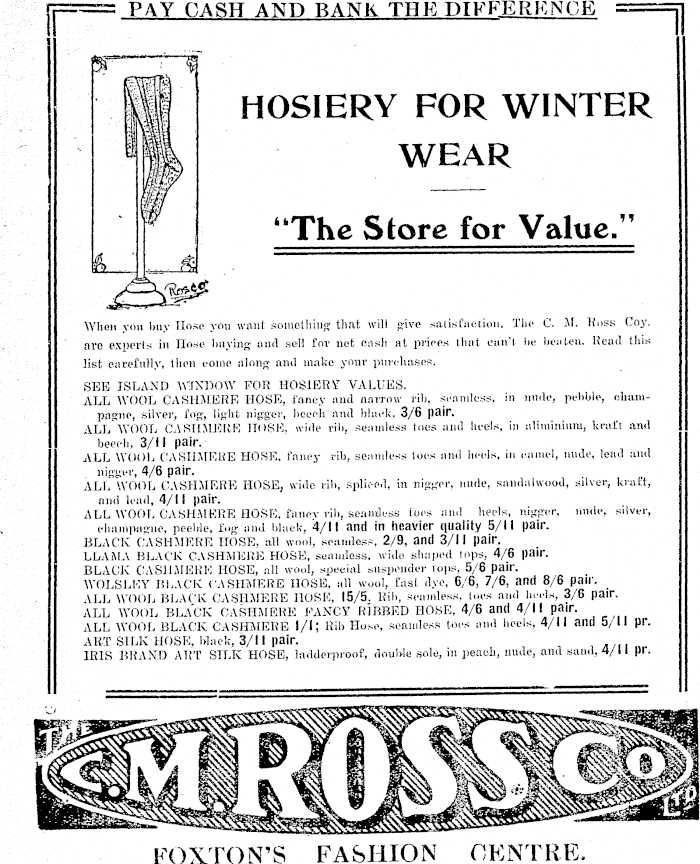 PAY CASH AND BANK THE DIFFERENCE
HOSIERY FOR WINTER
WEAR
"The Store for Value."
Rosco
When you buy Hose you want something that will give satisfaction. The C. M. Ross Coy.
are experts in Hose buying and sell for net cash at prices that can't be beaten. Read this
list carefully, then come along and make your purchases.
SEE ISLAND WINDOW FOR HOSIERY VALUES.
ALL WOOL CASHMERE HOSE, fancy and narrow rib, seamless, in nude, pebble, cham-
pagne, silver, fog, light nigger, beech and black, 3/6 pair.
ALL WOOL CASHMERE HOSE, wide rib, seamless toes and heels, in aliminium, kraft and
beech, 3/11 pair.
ALL WOOL CASHMERE HOSE, fancy rib, seamless toes and heels, in camel, nude, lead and
nigger, 4/6 pair.
ALL WOOL CASHMERE HOSE, wide rib, spliced, in nigger, nude, sandalwood, silver, kraft,
and lead, 4/11 pair.
ALL WOOL CASHMERE HOSE, fancy rib, seamless toes and heels, nigger, nude, silver,
champagne, peeble, fog and black, 4/11 and in heavier quality 5/11 pair.
BLACK CASHMERE HOSE, all wool, seamless, 2/9, and 3/11 pair.
LLAMA BLACK CASHMERE HOSE, seamless, wide shaped tops, 4/6 pair.
BLACK CASHMERE HOSE, all wool, special suspender tops, 5/6 pair.
WOLSLEY BLACK CASHMERE HOSE, all wool, fast dye, 6/6, 7/6, and 8/6 pair.
ALL WOOL BLACK CASHMERE HOSE, 15/5. Rib, seamless, toes and heels, 3/6 pair.
ALL WOOL BLACK CASHMERE FANCY RIBBED HOSE, 4/6 and 4/11 pair.
ALL WOOL BLACK CASHMERE 1/1; Rib Hose, seamless toes and heels, 4/11 and 5/11 pr.
ART SILK HOSE, black, 3/11 pair.
IRIS BRAND ART SILK HOSE, ladderproof, double sole, in peach, nude, and sand, 4/11 pr.
THE
C.M. ROSS Co
LTD
FOXTON'S FASHION CENTRE.